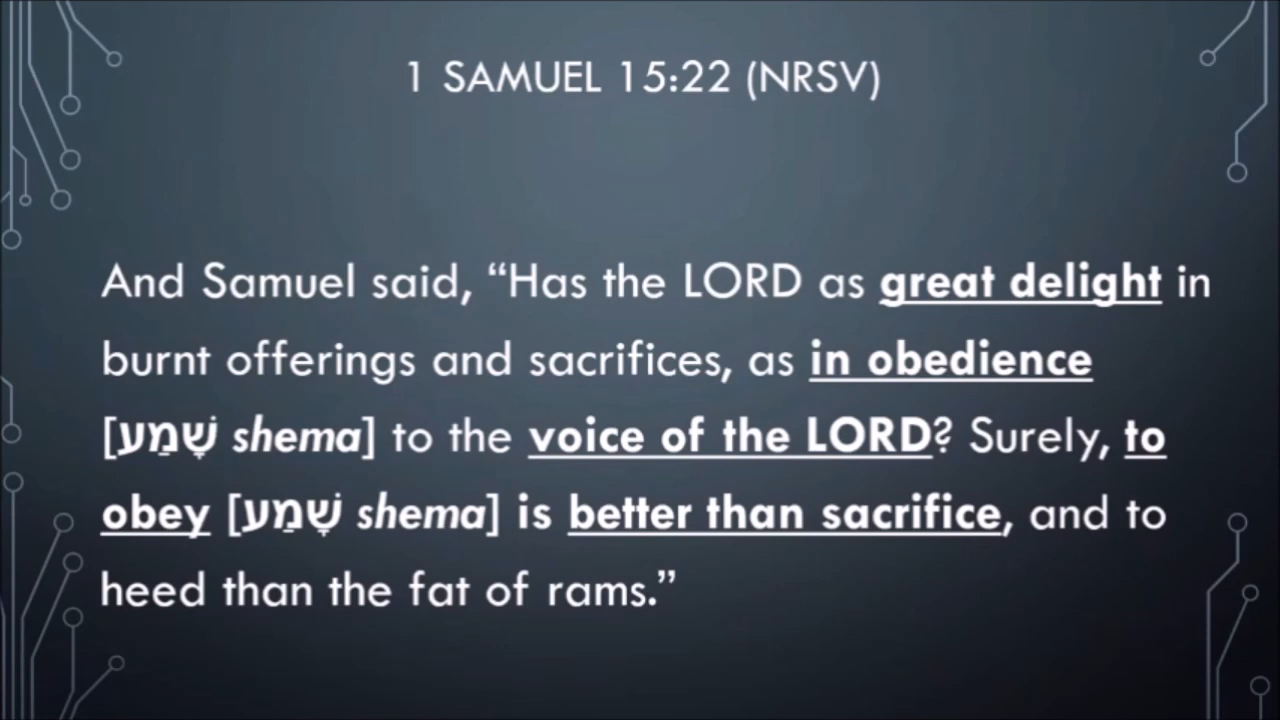 1 SAMUEL 15:22 (NRSV)
And Samuel said, “Has the LORD as great delight in
burnt offerings and sacrifices, as in obedience
[שָׁמַע shema] to the voice of the LORD? Surely, to
obey [שָׁמַע shema] is better than sacrifice, and to
heed than the fat of rams.”